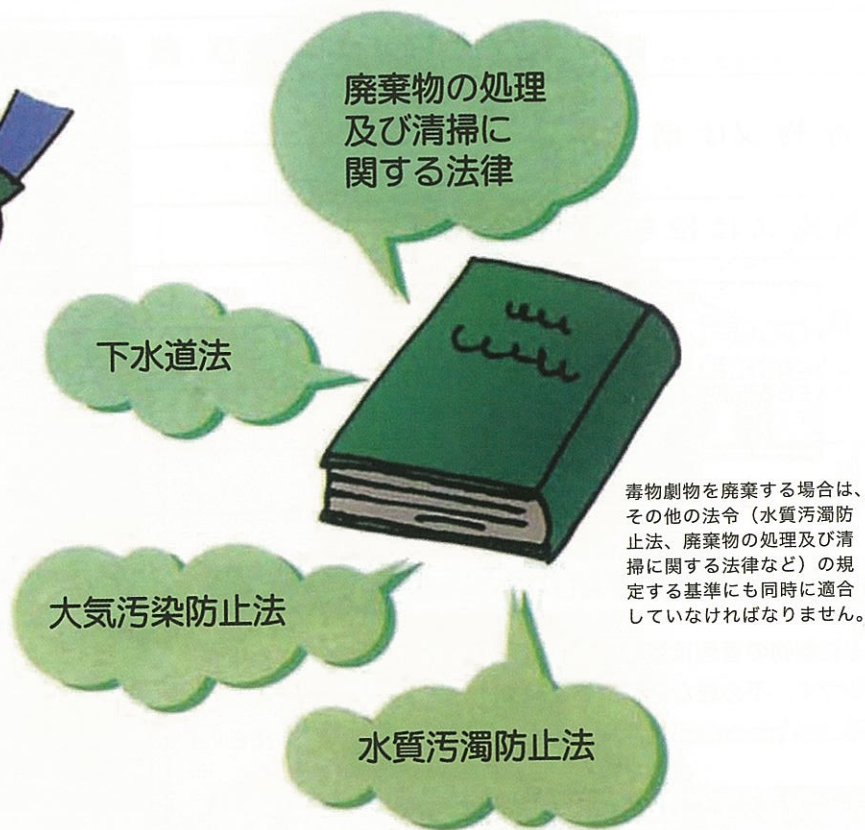 廃棄物の処理
及び清掃に
関する法律
下水道法
毒物劇物を廃棄する場合は、
その他の法令（水質汚濁防
止法、廃棄物の処理及び清
掃に関する法律など）の規
定する基準にも同時に適合
していなければなりません。
大気汚染防止法
水質汚濁防止法